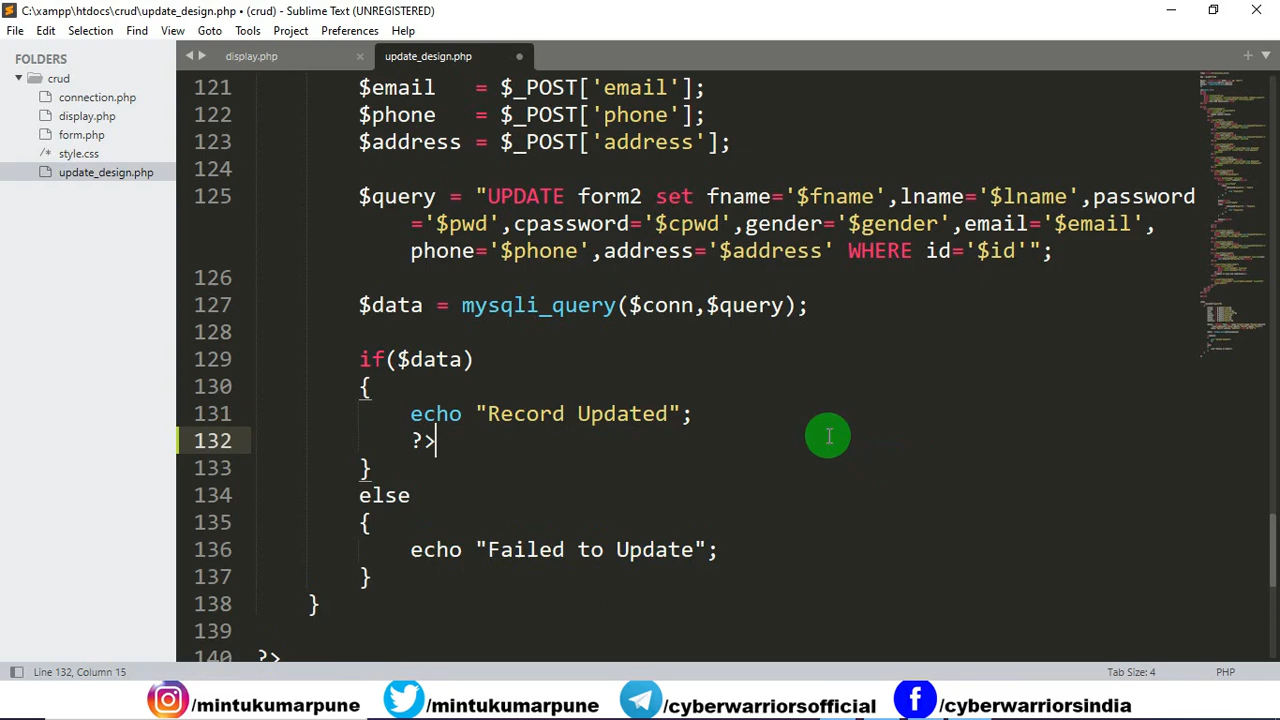 C:\xampp\htdocs\crud\update_design.php • (crud) - Sublime Text (UNREGISTERED)
File Edit Selection Find View Goto Tools Project Preferences Help
FOLDERS
crud
connection.php
display.php
form.php
/* style.css
update_design.php
display.php ×
update_design.php
121 $email = $_POST['email'];
122 $phone = $_POST['phone'];
123 $address = $_POST['address'];
124
125 $query = "UPDATE form2 set fname='$fname',lname='$lname',password
='$pwd',cpassword='$cpwd',gender='$gender',email='$email',
phone='$phone',address='$address' WHERE id='$id'";
126
127 $data = mysqli_query($conn,$query);
128
129 if($data)
130 {
131 echo "Record Updated";
132 ?>
133 }
134 else
135 {
136 echo "Failed to Update";
137 }
138 }
139
140 ?>
Line 132, Column 15
Tab Size: 4 PHP
/mintukumarpune /mintukumarpune /cyberwarriorsofficial /cyberwarriorsindia